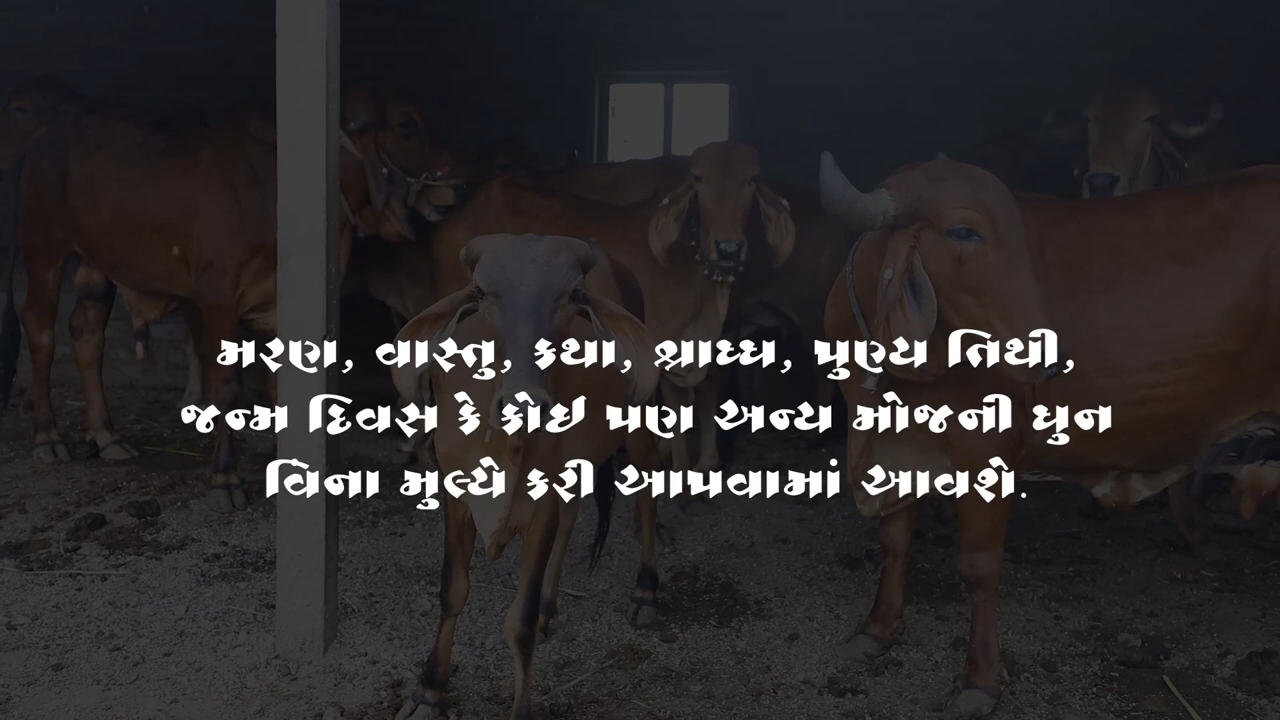 મરણ, વાસ્તુ, કથા, શ્રાધ્ધ, પુણ્ય તિથી,
જન્મ દિવસ કે કોઈ પણ અન્ય મોજની ધુન
વિના મુલ્યે કરી આપવામાં આવશે.